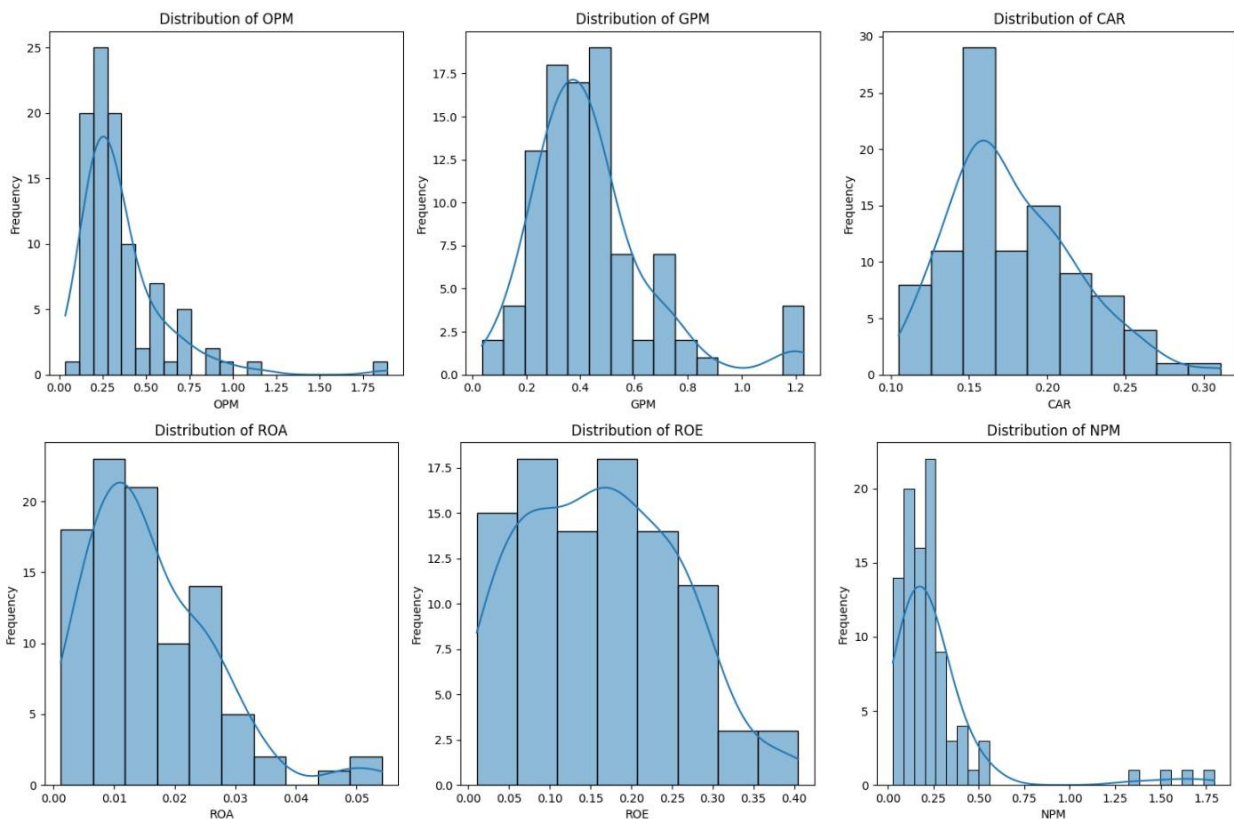 Distribution of OPM
Frequency
25
20
15
10
5
0
0.00 0.25 0.50 0.75 1.00 1.25 1.50 1.75
OPM
Distribution of GPM
Frequency
17.5
15.0
12.5
10.0
7.5
5.0
2.5
0.0
0.0 0.2 0.4 0.6 0.8 1.0 1.2
GPM
Distribution of CAR
Frequency
30
25
20
15
10
5
0
0.10 0.15 0.20 0.25 0.30
CAR
Distribution of ROA
Frequency
20
15
10
5
0
0.00 0.01 0.02 0.03 0.04 0.05
ROA
Distribution of ROE
Frequency
17.5
15.0
12.5
10.0
7.5
5.0
2.5
0.0
0.00 0.05 0.10 0.15 0.20 0.25 0.30 0.35 0.40
ROE
Distribution of NPM
Frequency
20
15
10
5
0
0.00 0.25 0.50 0.75 1.00 1.25 1.50 1.75
NPM